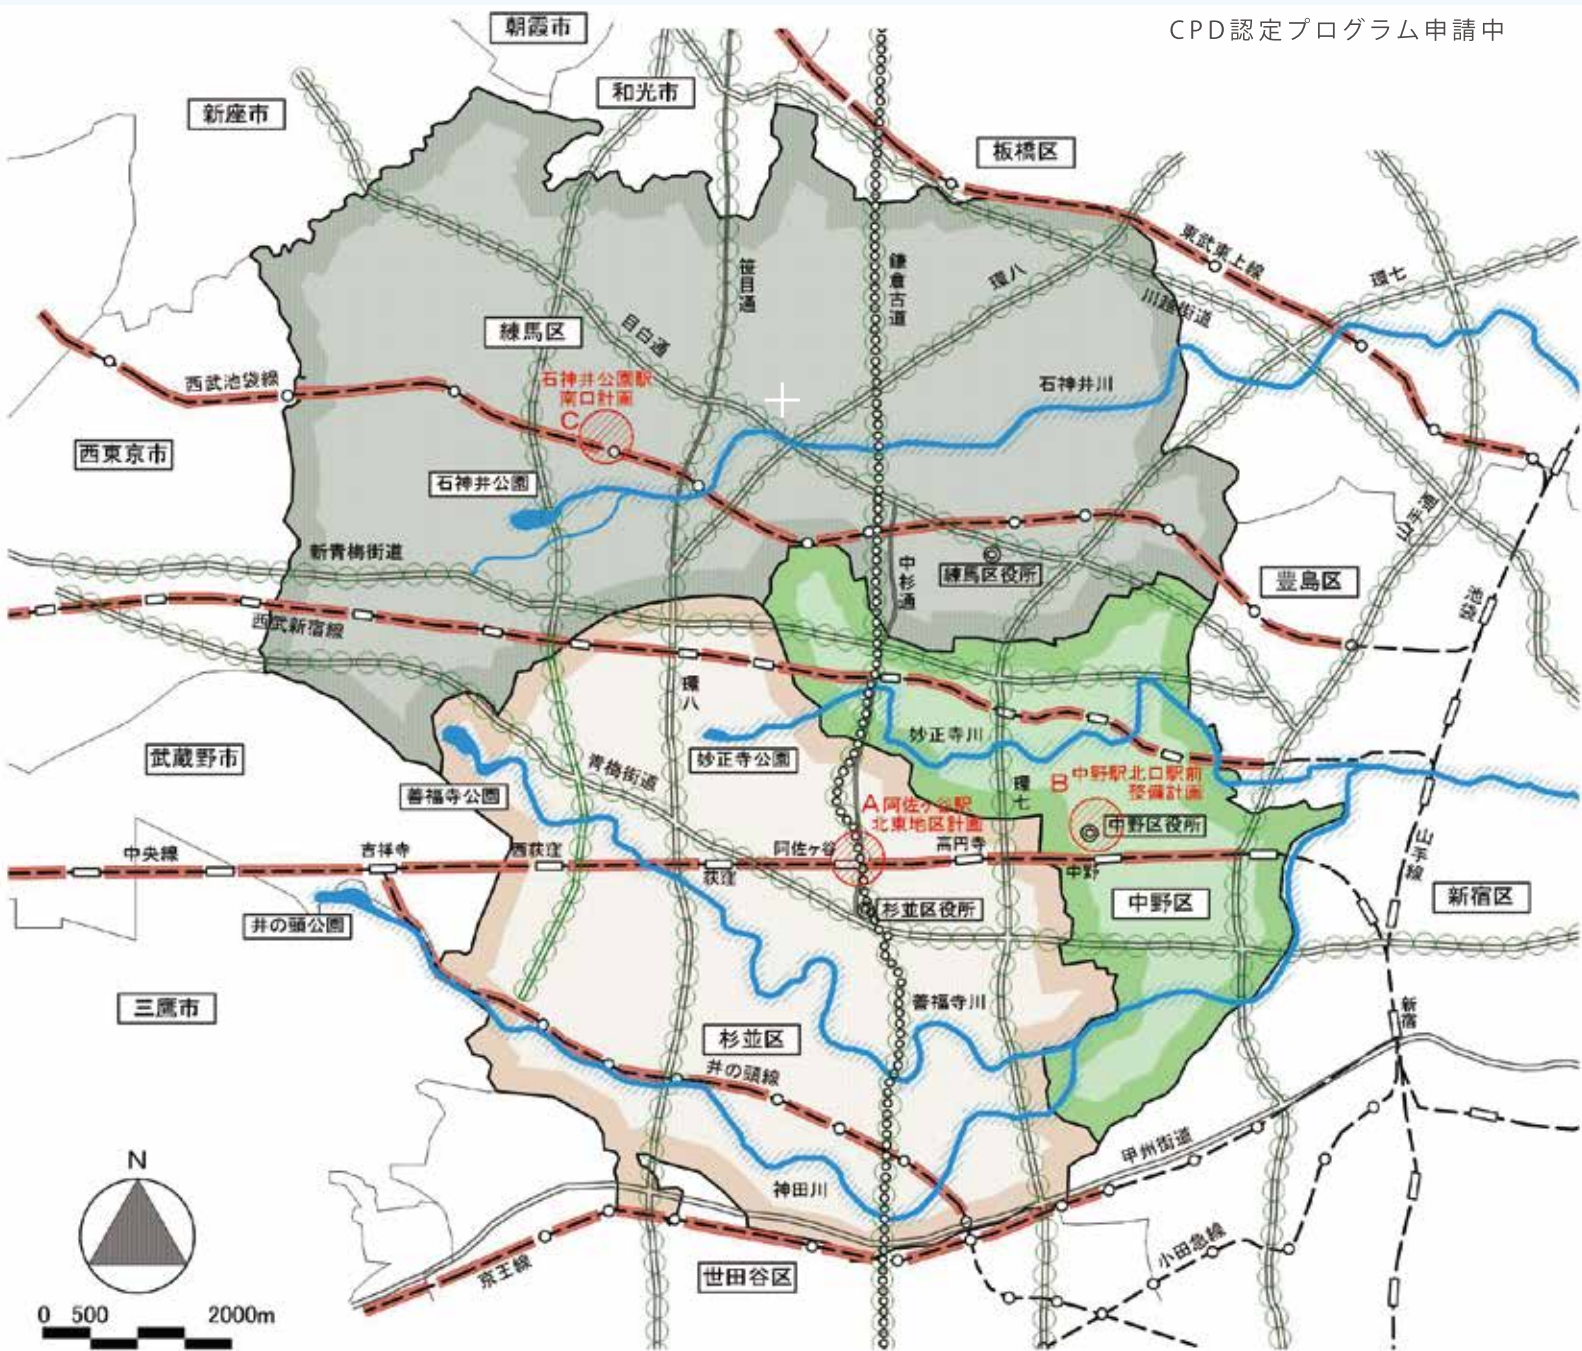 CPD認定プログラム申請中
朝霞市
和光市
新座市
板橋区
東武東上線
笹目通
鎌倉古道
環八
環七
川越街道
練馬区
目白通
西武池袋線
石神井公園駅
南口計画
C
石神井川
西東京市
石神井公園
山手通
新青梅街道
中杉通
練馬区役所
豊島区
池袋
西武新宿線
環八
妙正寺川
武蔵野市
妙正寺公園
青梅街道
善福寺公園
環七
B 中野駅北口駅前
整備計画
A 阿佐ヶ谷駅
北東地区計画
中野区役所
中央線
吉祥寺
西荻窪
荻窪
阿佐ヶ谷
高円寺
中野
山手線
井の頭公園
杉並区役所
中野区
新宿区
三鷹市
善福寺川
新宿
杉並区
井の頭線
甲州街道
神田川
N
京王線
世田谷区
小田急線
0 500 2000m